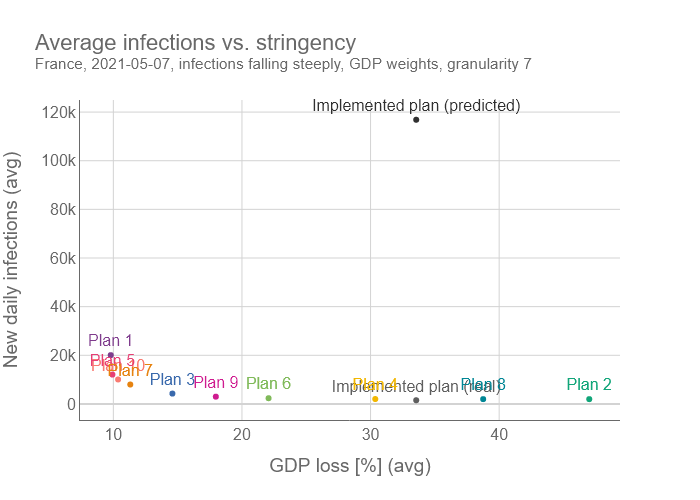 Average infections vs. stringency
France, 2021-05-07, infections falling steeply, GDP weights, granularity 7
New daily infections (avg)
120k
100k
80k
60k
40k
20k
0
Implemented plan (predicted)
Plan 1
Plan 5
Plan 10
Plan 7
Plan 3
Plan 9
Plan 6
Implemented plan (real)
Plan 4
Plan 8
Plan 2
10
20
30
40
GDP loss [%] (avg)